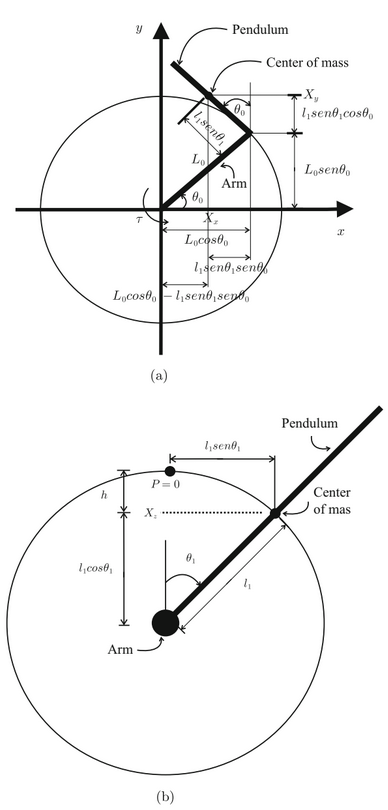 y
Pendulum
Center of mass
X_y
θ_0
l_1senθ_1cosθ_0
l_1senθ_1
L_0
Arm
L_0senθ_0
θ_0
τ
X_x
x
L_0cosθ_0
l_1senθ_1senθ_0
L_0cosθ_0 − l_1senθ_1senθ_0
(a)
Pendulum
l_1senθ_1
P = 0
h
Center
of mas
X_z
θ_1
l_1cosθ_1
l_1
Arm
(b)